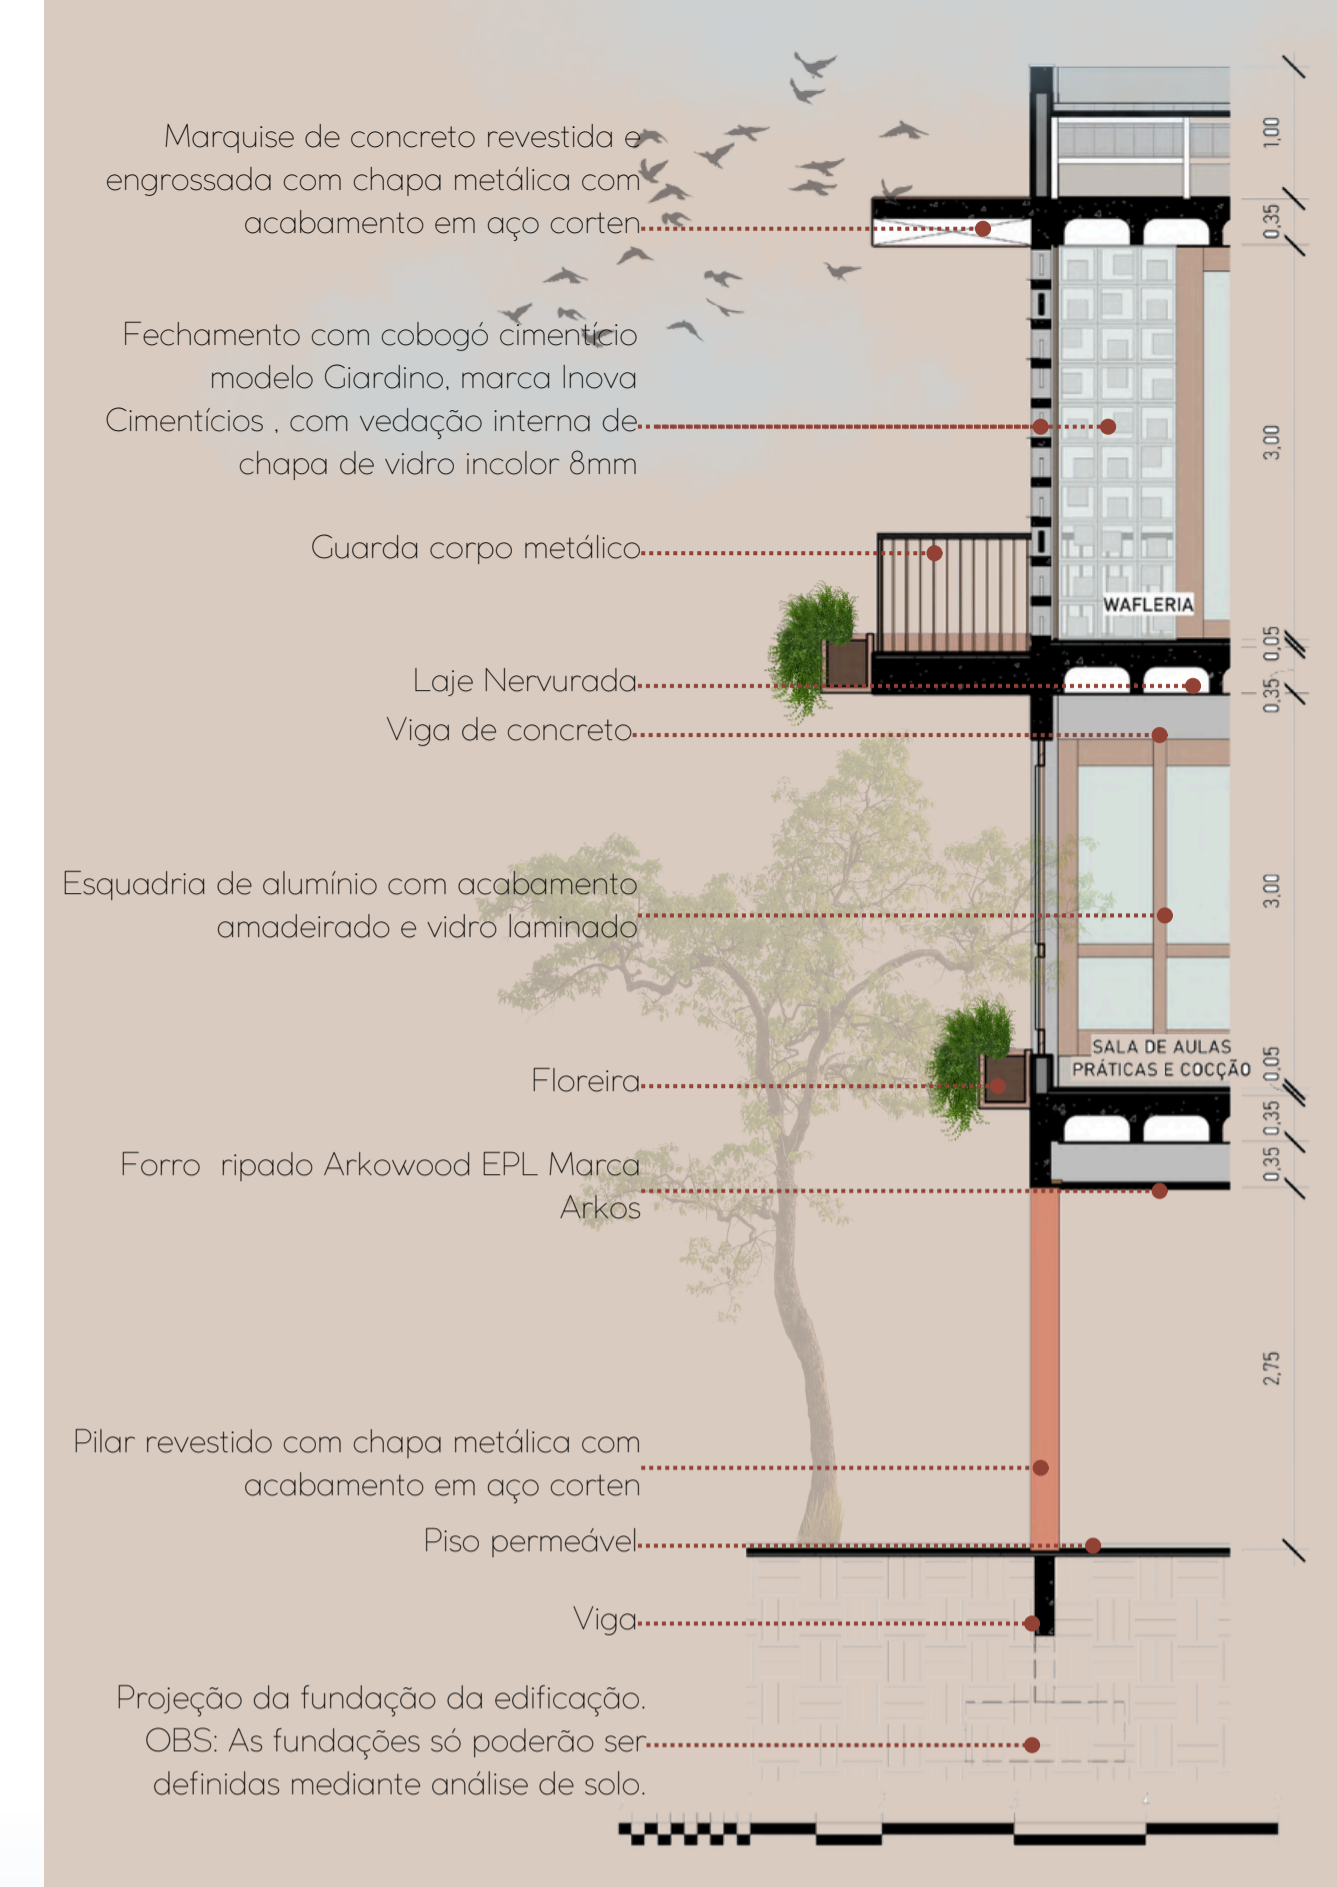 Marquise de concreto revestida e
engrossada com chapa metálica com
acabamento em aço corten
Fechamento com cobogó cimentício
modelo Giardino, marca Inova
Cimentícios , com vedação interna de
chapa de vidro incolor 8mm
Guarda corpo metálico
Laje Nervurada
Viga de concreto
Esquadria de alumínio com acabamento
amadeirado e vidro laminado
Floreira
Forro ripado Arkowood EPL Marca
Arkos
Pilar revestido com chapa metálica com
acabamento em aço corten
Piso permeável
Viga
Projeção da fundação da edificação.
OBS: As fundações só poderão ser
definidas mediante análise de solo.
WAFLERIA
SALA DE AULAS
PRÁTICAS E COCÇÃO
1,00
0,35
3,00
0,05
0,35
3,00
0,05
0,35
0,35
2,75